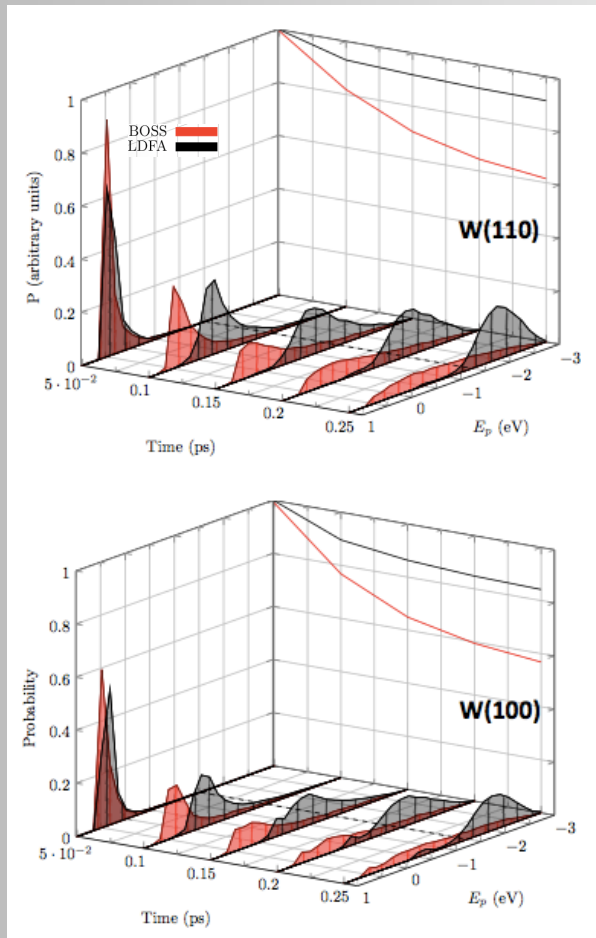 1
0.8
0.6
0.4
0.2
0
P (arbitrary units)
BOSS
LDFA
W(110)
5 · 10⁻²
0.1
0.15
0.2
0.25
Time (ps)
1
0
−1
−2
−3
Eₚ (eV)
1
0.8
0.6
0.4
0.2
0
Probability
W(100)
5 · 10⁻²
0.1
0.15
0.2
0.25
Time (ps)
1
0
−1
−2
−3
Eₚ (eV)